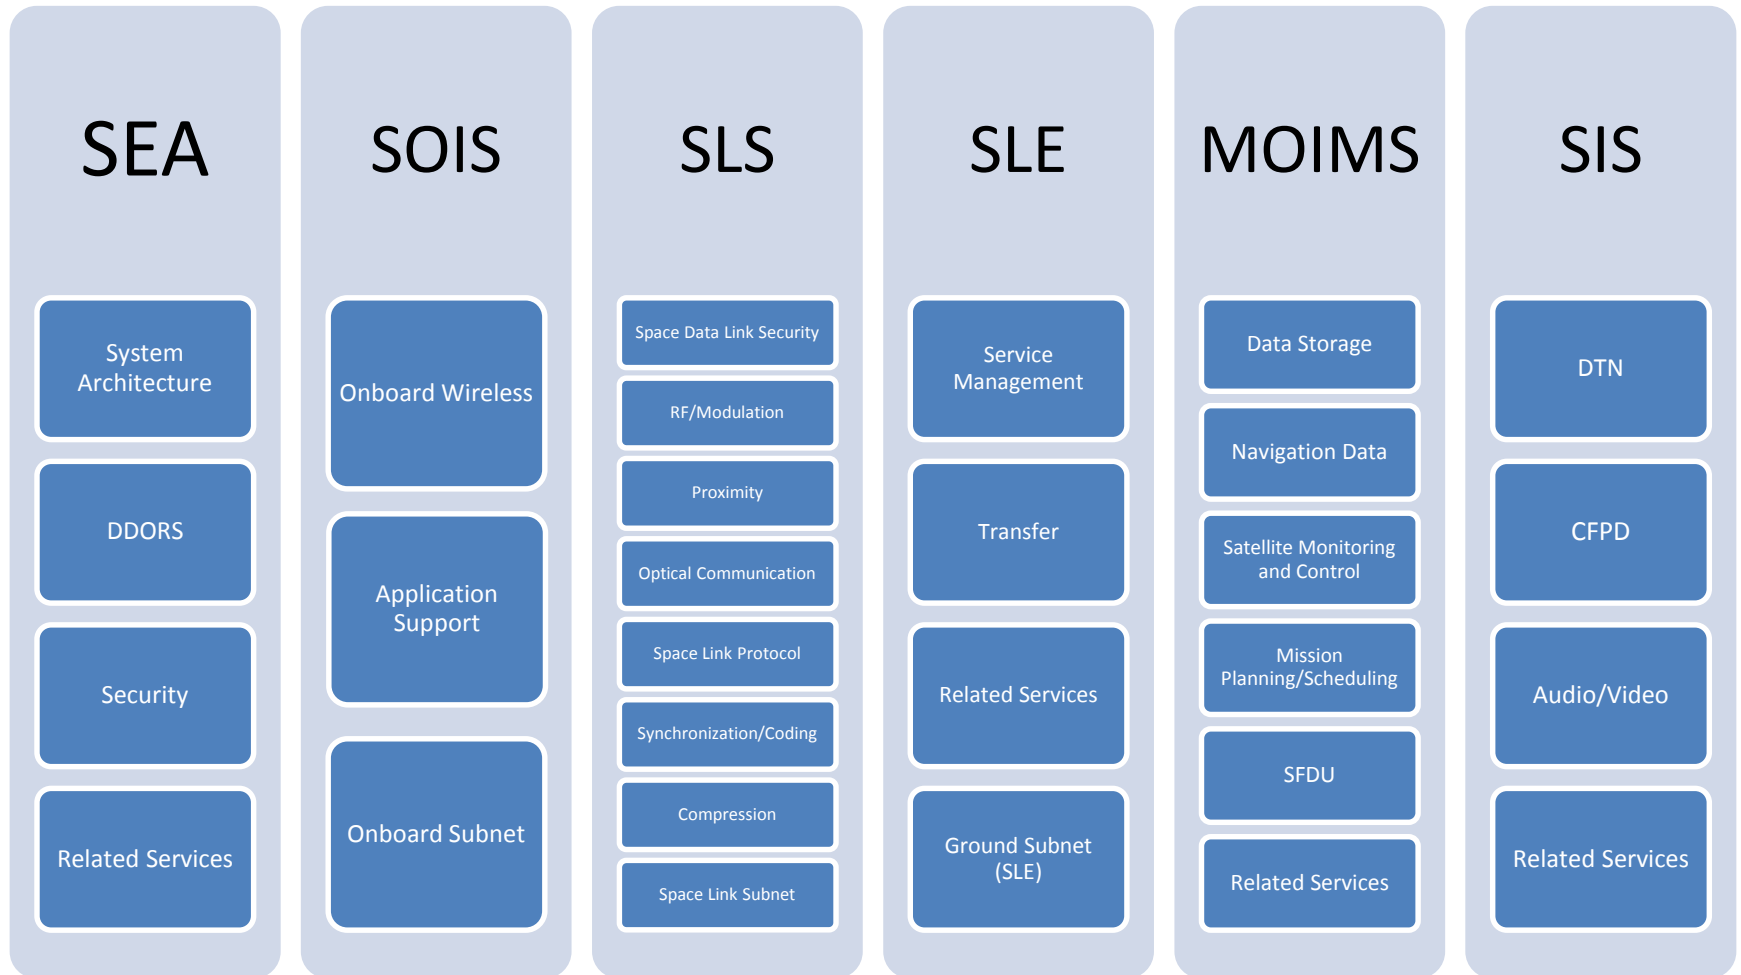 SEA
System
Architecture
DDORS
Security
Related Services
SOIS
Onboard Wireless
Application
Support
Onboard Subnet
SLS
Space Data Link Security
RF/Modulation
Proximity
Optical Communication
Space Link Protocol
Synchronization/Coding
Compression
Space Link Subnet
SLE
Service
Management
Transfer
Related Services
Ground Subnet
(SLE)
MOIMS
Data Storage
Navigation Data
Satellite Monitoring
and Control
Mission
Planning/Scheduling
SFDU
Related Services
SIS
DTN
CFPD
Audio/Video
Related Services